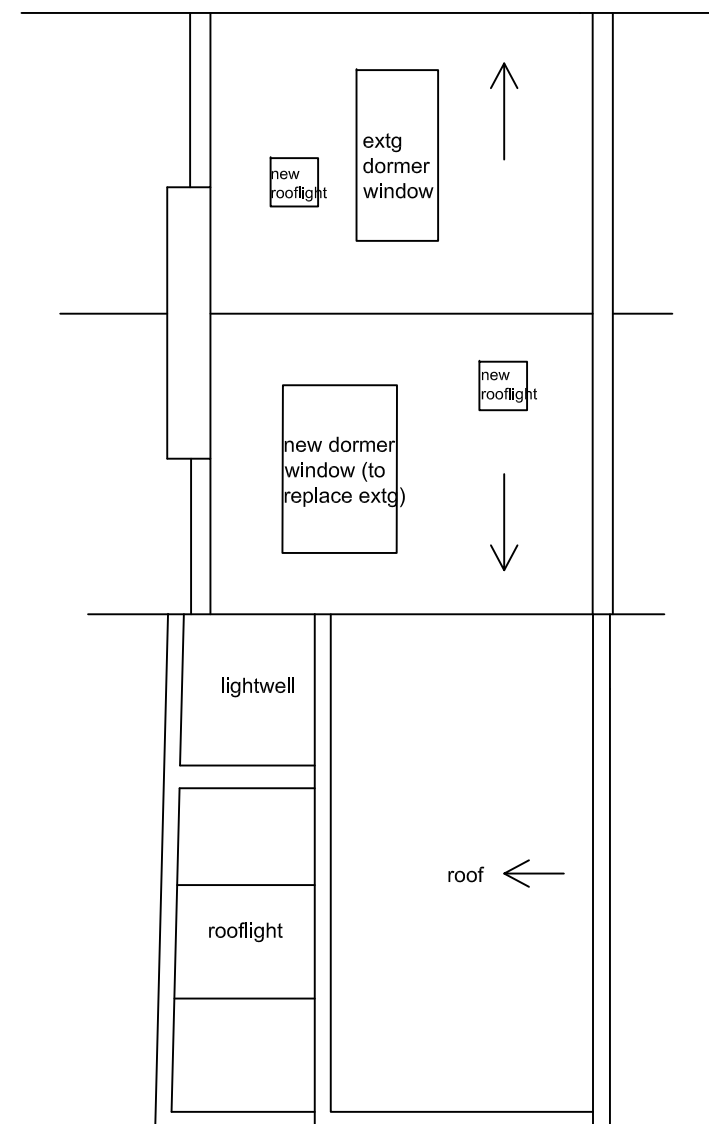 extg
dormer
window
new
rooflight
new
rooflight
new dormer
window (to
replace extg)
lightwell
roof
rooflight